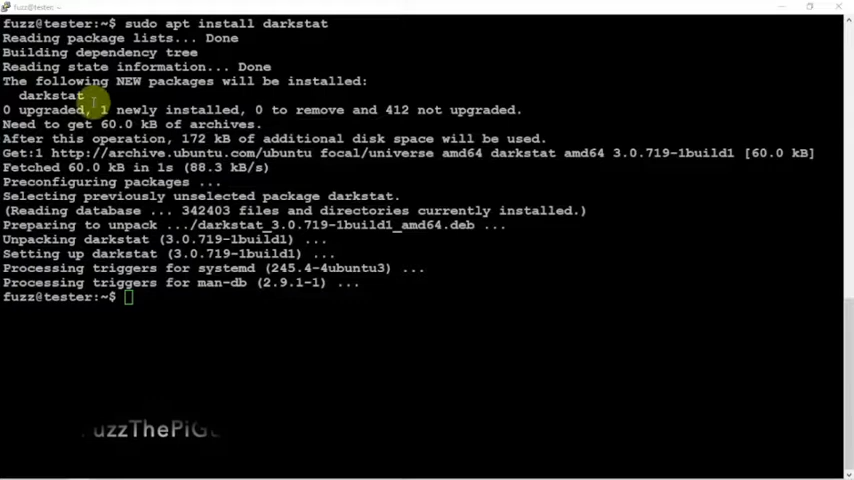 fuzz@tester: ~
fuzz@tester:~$ sudo apt install darkstat
Reading package lists... Done
Building dependency tree
Reading state information... Done
The following NEW packages will be installed:
darkstat
0 upgraded, 1 newly installed, 0 to remove and 412 not upgraded.
Need to get 60.0 kB of archives.
After this operation, 172 kB of additional disk space will be used.
Get:1 http://archive.ubuntu.com/ubuntu focal/universe amd64 darkstat amd64 3.0.719-1build1 [60.0 kB]
Fetched 60.0 kB in 1s (88.3 kB/s)
Preconfiguring packages ...
Selecting previously unselected package darkstat.
(Reading database ... 342403 files and directories currently installed.)
Preparing to unpack .../darkstat_3.0.719-1build1_amd64.deb ...
Unpacking darkstat (3.0.719-1build1) ...
Setting up darkstat (3.0.719-1build1) ...
Processing triggers for systemd (245.4-4ubuntu3) ...
Processing triggers for man-db (2.9.1-1) ...
fuzz@tester:~$